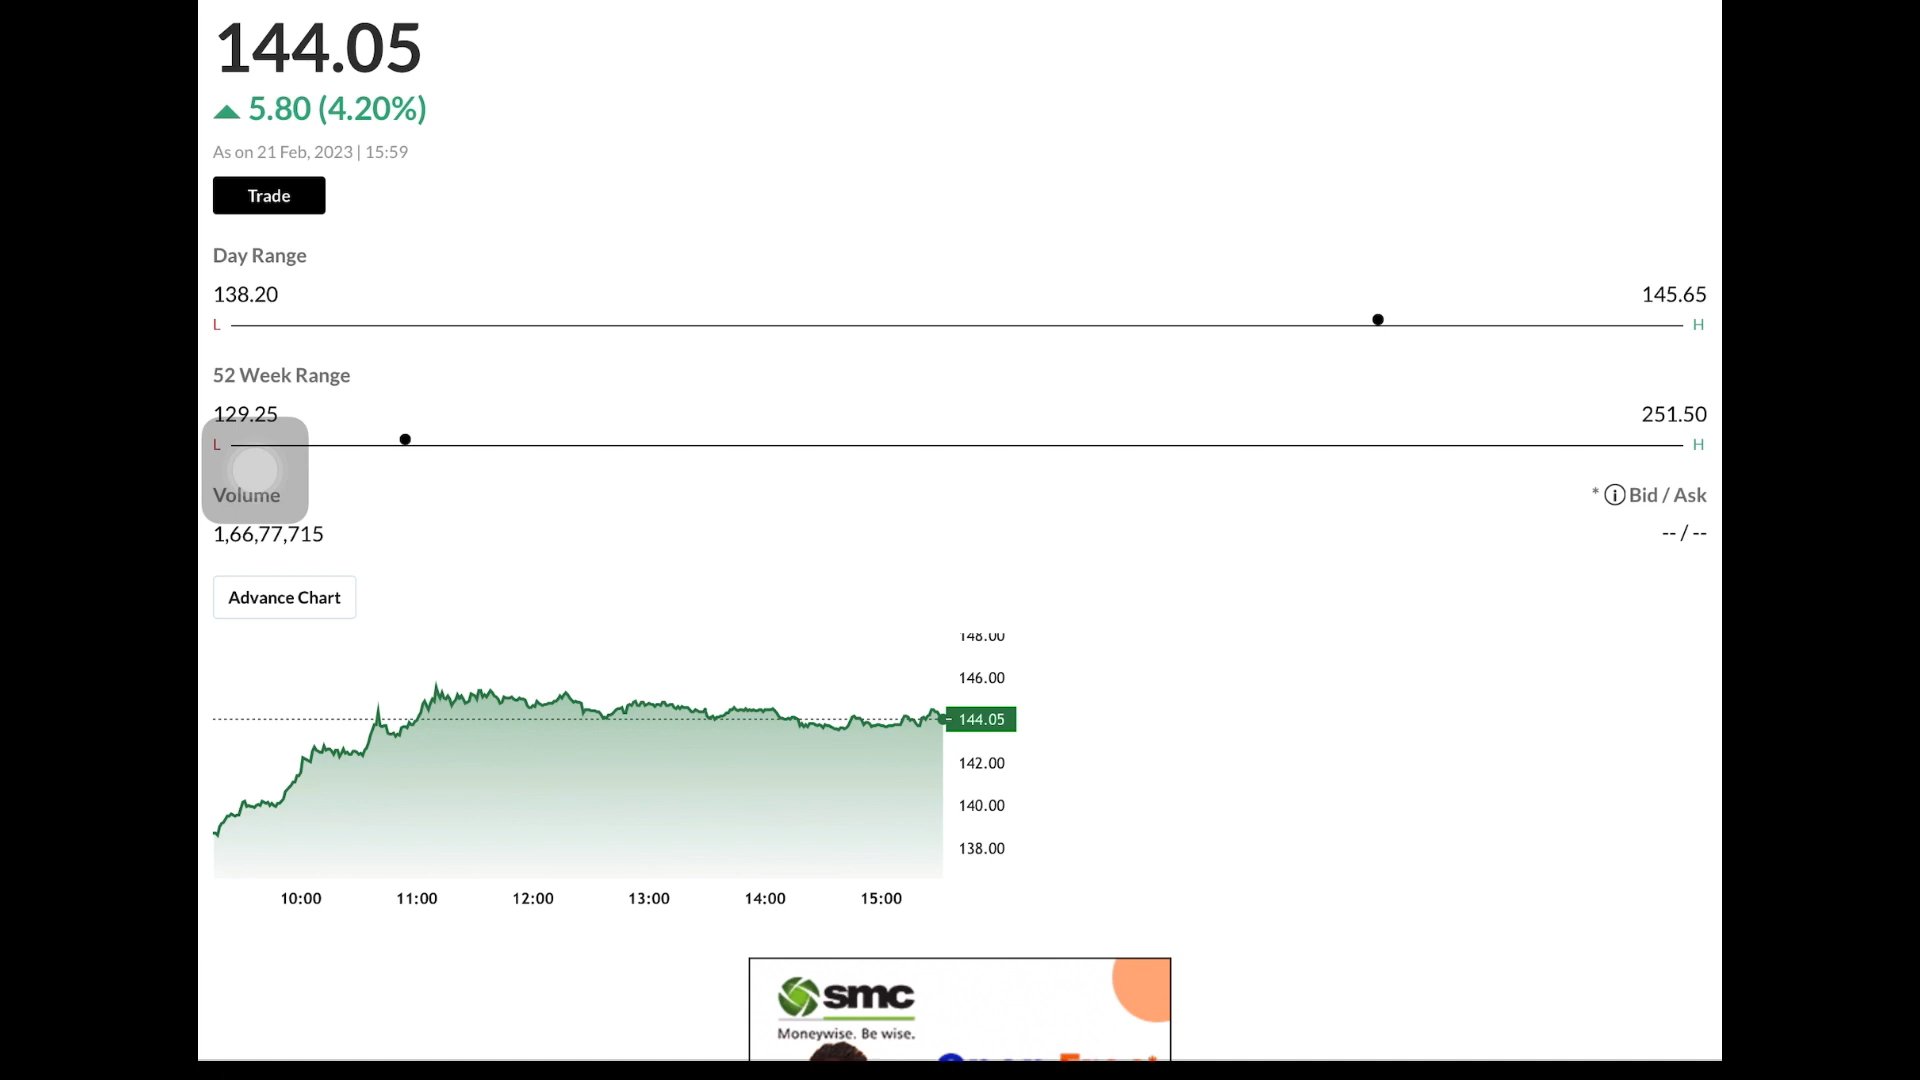 144.05
5.80 (4.20%)
As on 21 Feb, 2023 | 15:59
Trade
Day Range
138.20 145.65
L H
52 Week Range
129.25 251.50
L H
Volume * i Bid / Ask
1,66,77,715 -- / --
Advance Chart
148.00
146.00
144.05
142.00
140.00
138.00
10:00 11:00 12:00 13:00 14:00 15:00
smc
Moneywise. Be wise.